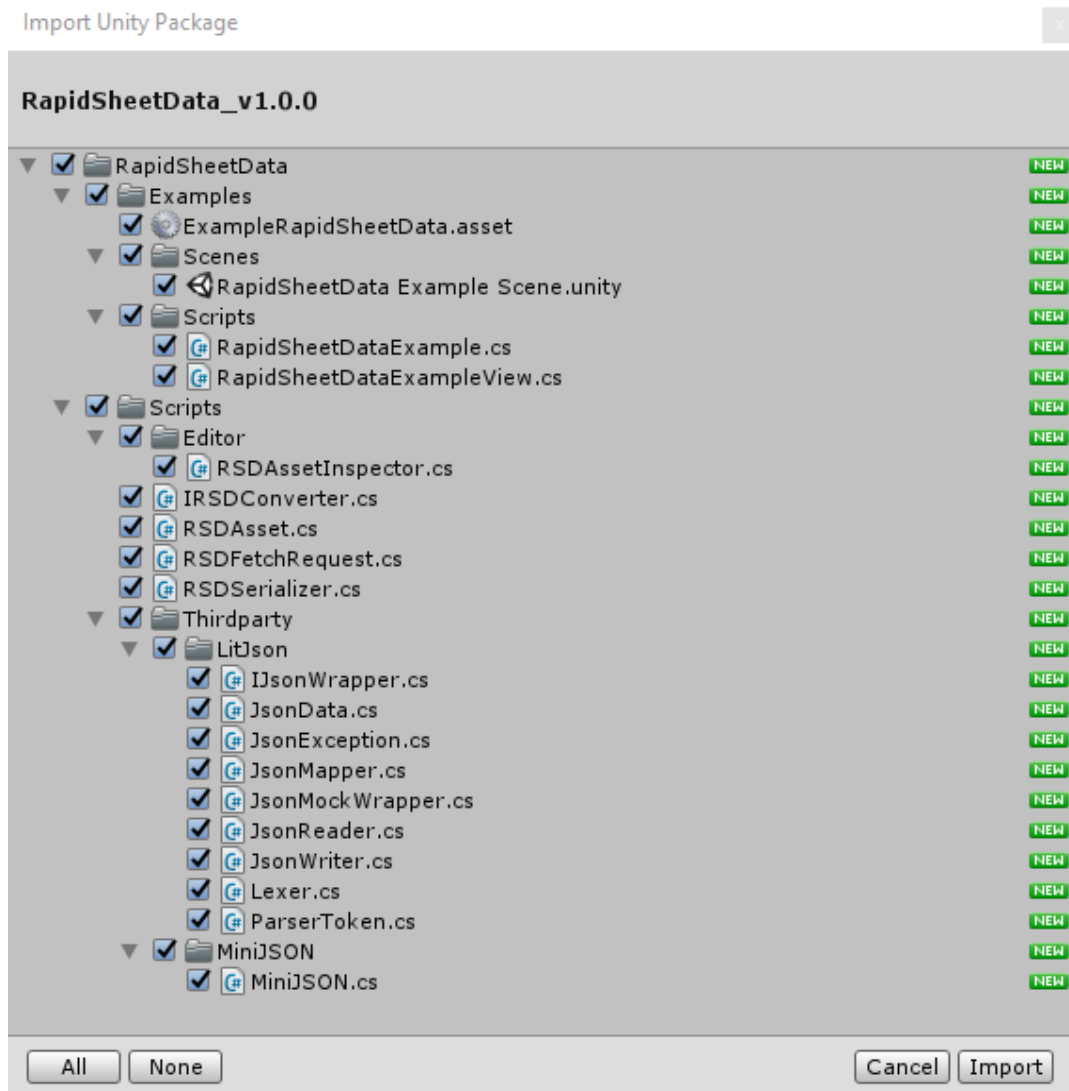 Import Unity Package
x
RapidSheetData_v1.0.0
RapidSheetData NEW
Examples NEW
ExampleRapidSheetData.asset NEW
Scenes NEW
RapidSheetData Example Scene.unity NEW
Scripts NEW
C# RapidSheetDataExample.cs NEW
C# RapidSheetDataExampleView.cs NEW
Scripts NEW
Editor NEW
C# RSDAssetInspector.cs NEW
C# IRSDConverter.cs NEW
C# RSDAsset.cs NEW
C# RSDFetchRequest.cs NEW
C# RSDSerializer.cs NEW
Thirdparty NEW
LitJson NEW
C# IJsonWrapper.cs NEW
C# JsonData.cs NEW
C# JsonException.cs NEW
C# JsonMapper.cs NEW
C# JsonMockWrapper.cs NEW
C# JsonReader.cs NEW
C# JsonWriter.cs NEW
C# Lexer.cs NEW
C# ParserToken.cs NEW
MiniJSON NEW
C# MiniJSON.cs NEW
All None Cancel Import